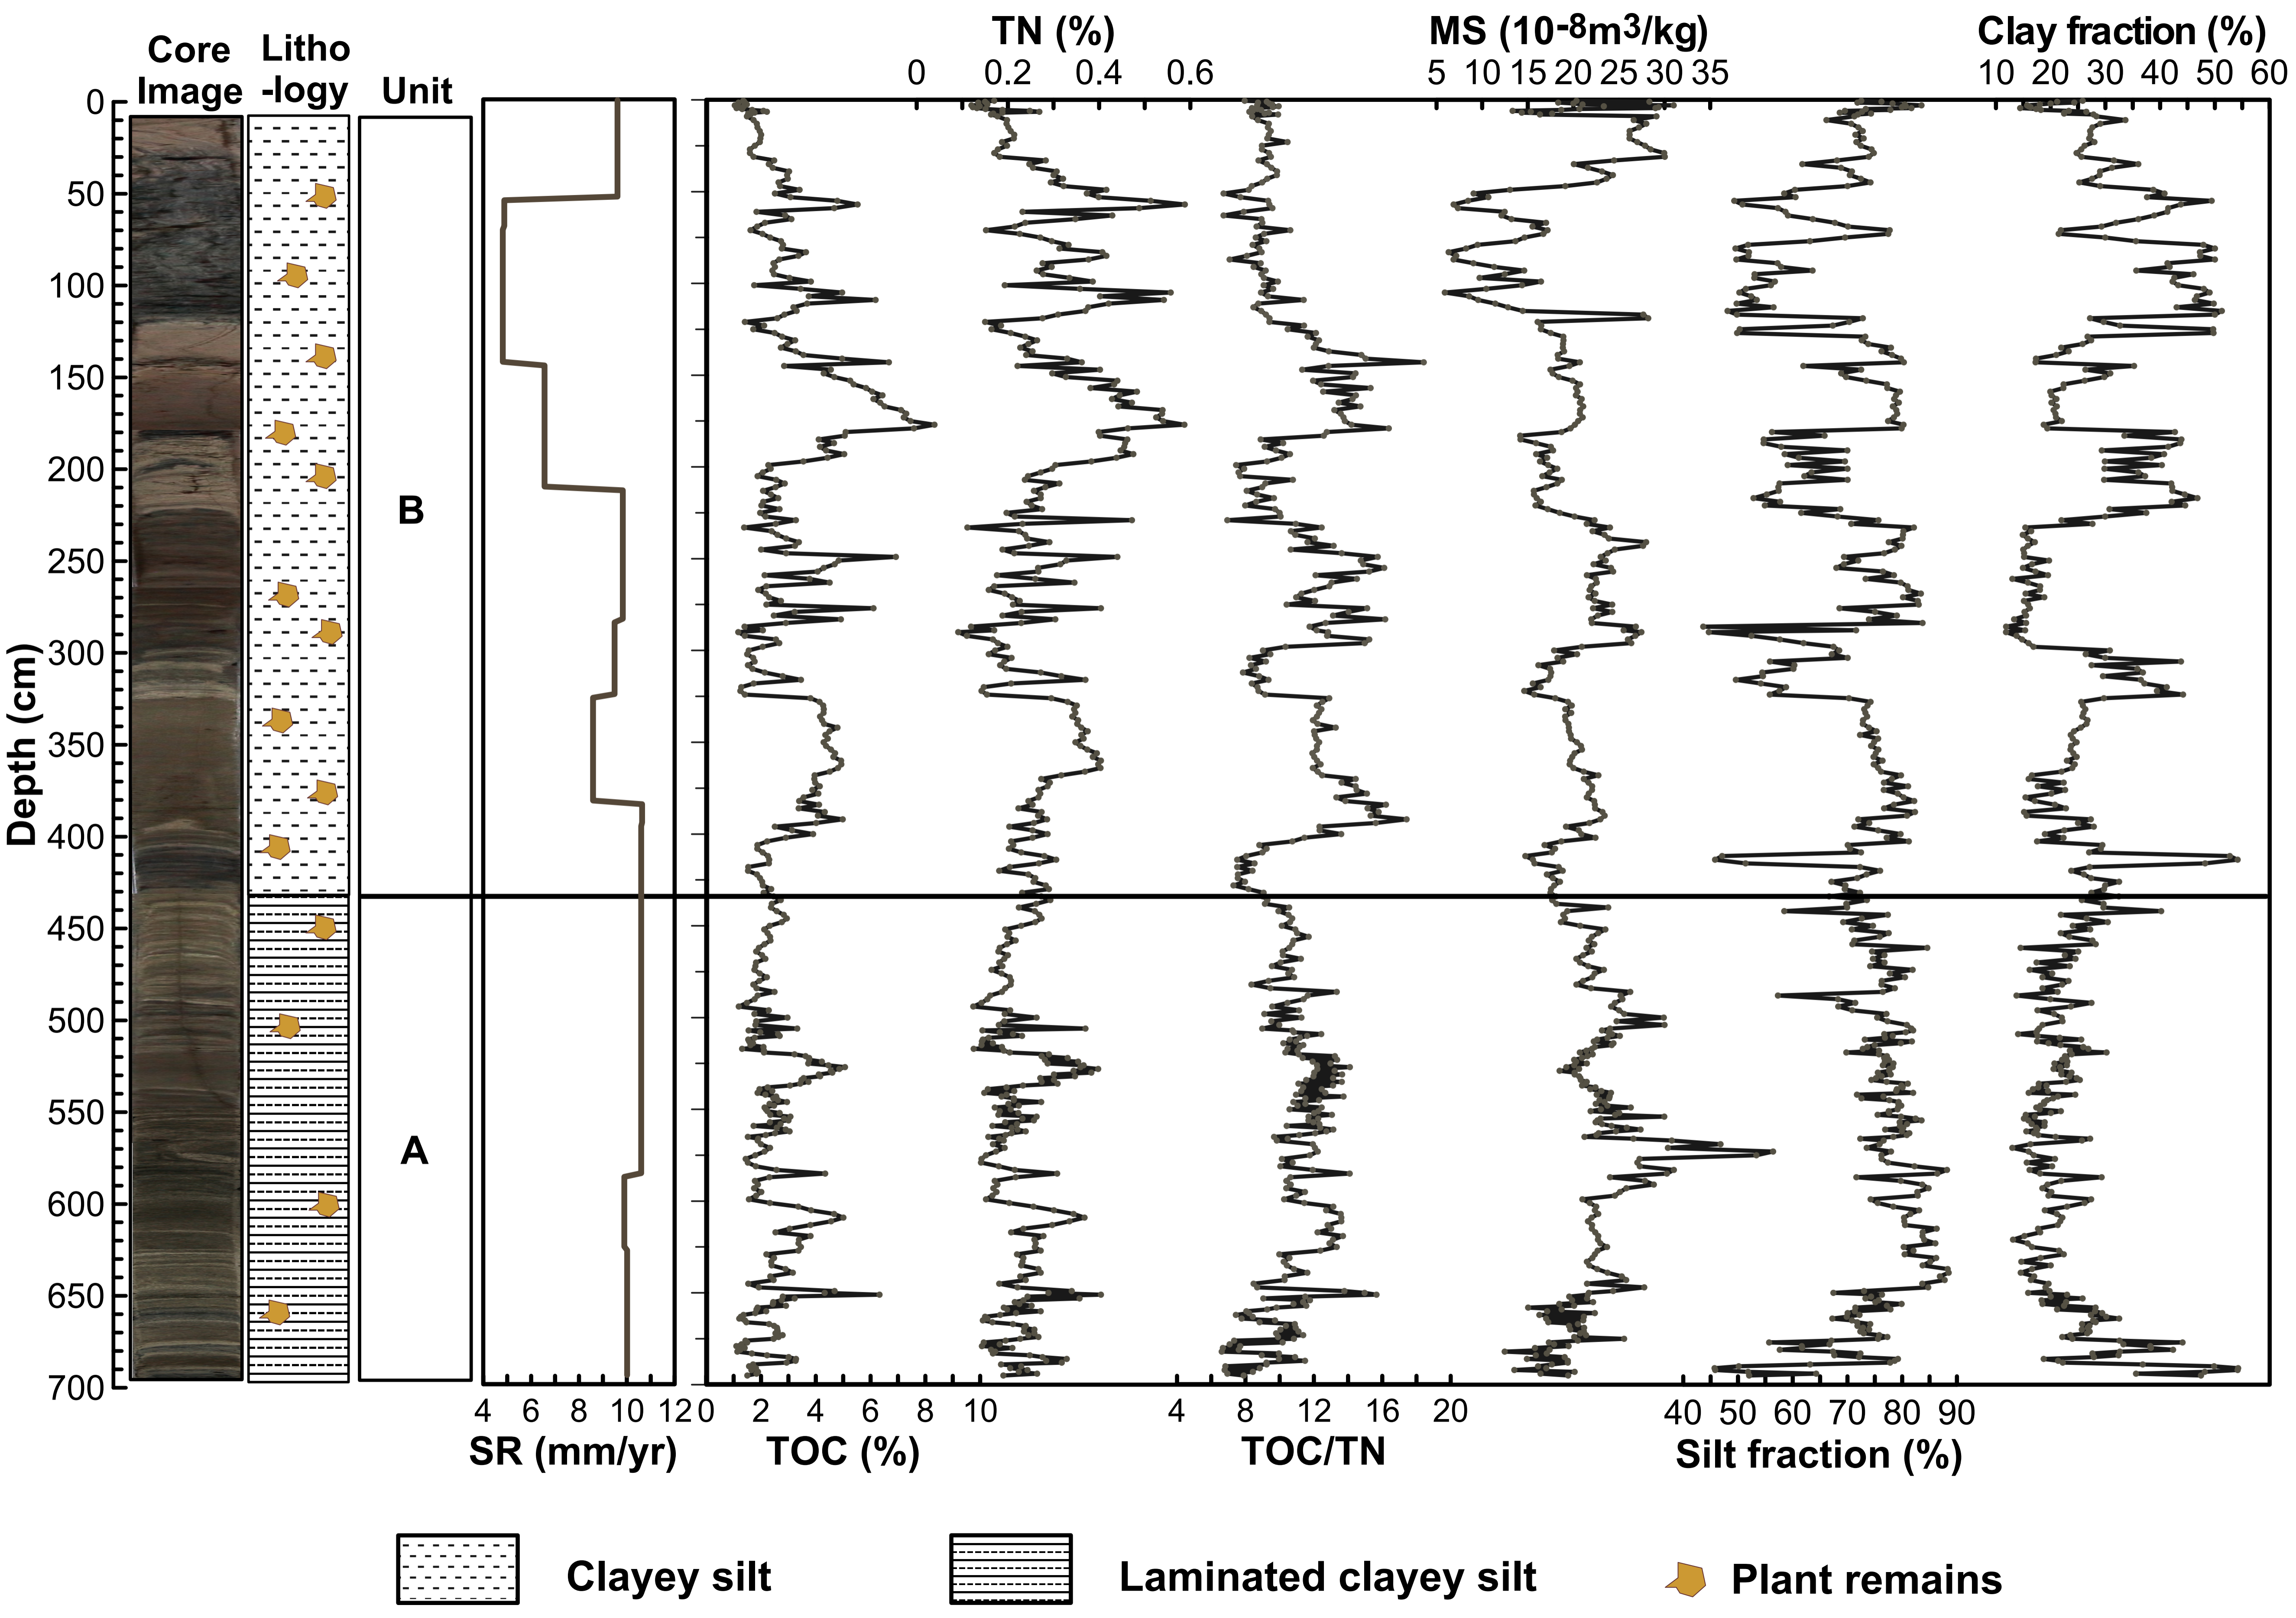 TN (%)
MS (10-8m3/kg)
Clay fraction (%)
Core
Image
Litho
-logy
Unit
0 0.2 0.4 0.6
5 10 15 20 25 30 35
10 20 30 40 50 60
Depth (cm)
0
50
100
150
200
250
300
350
400
450
500
550
600
650
700
B
A
4 6 8 10 12
0 2 4 6 8 10
4 8 12 16 20
40 50 60 70 80 90
SR (mm/yr)
TOC (%)
TOC/TN
Silt fraction (%)
Clayey silt
Laminated clayey silt
Plant remains